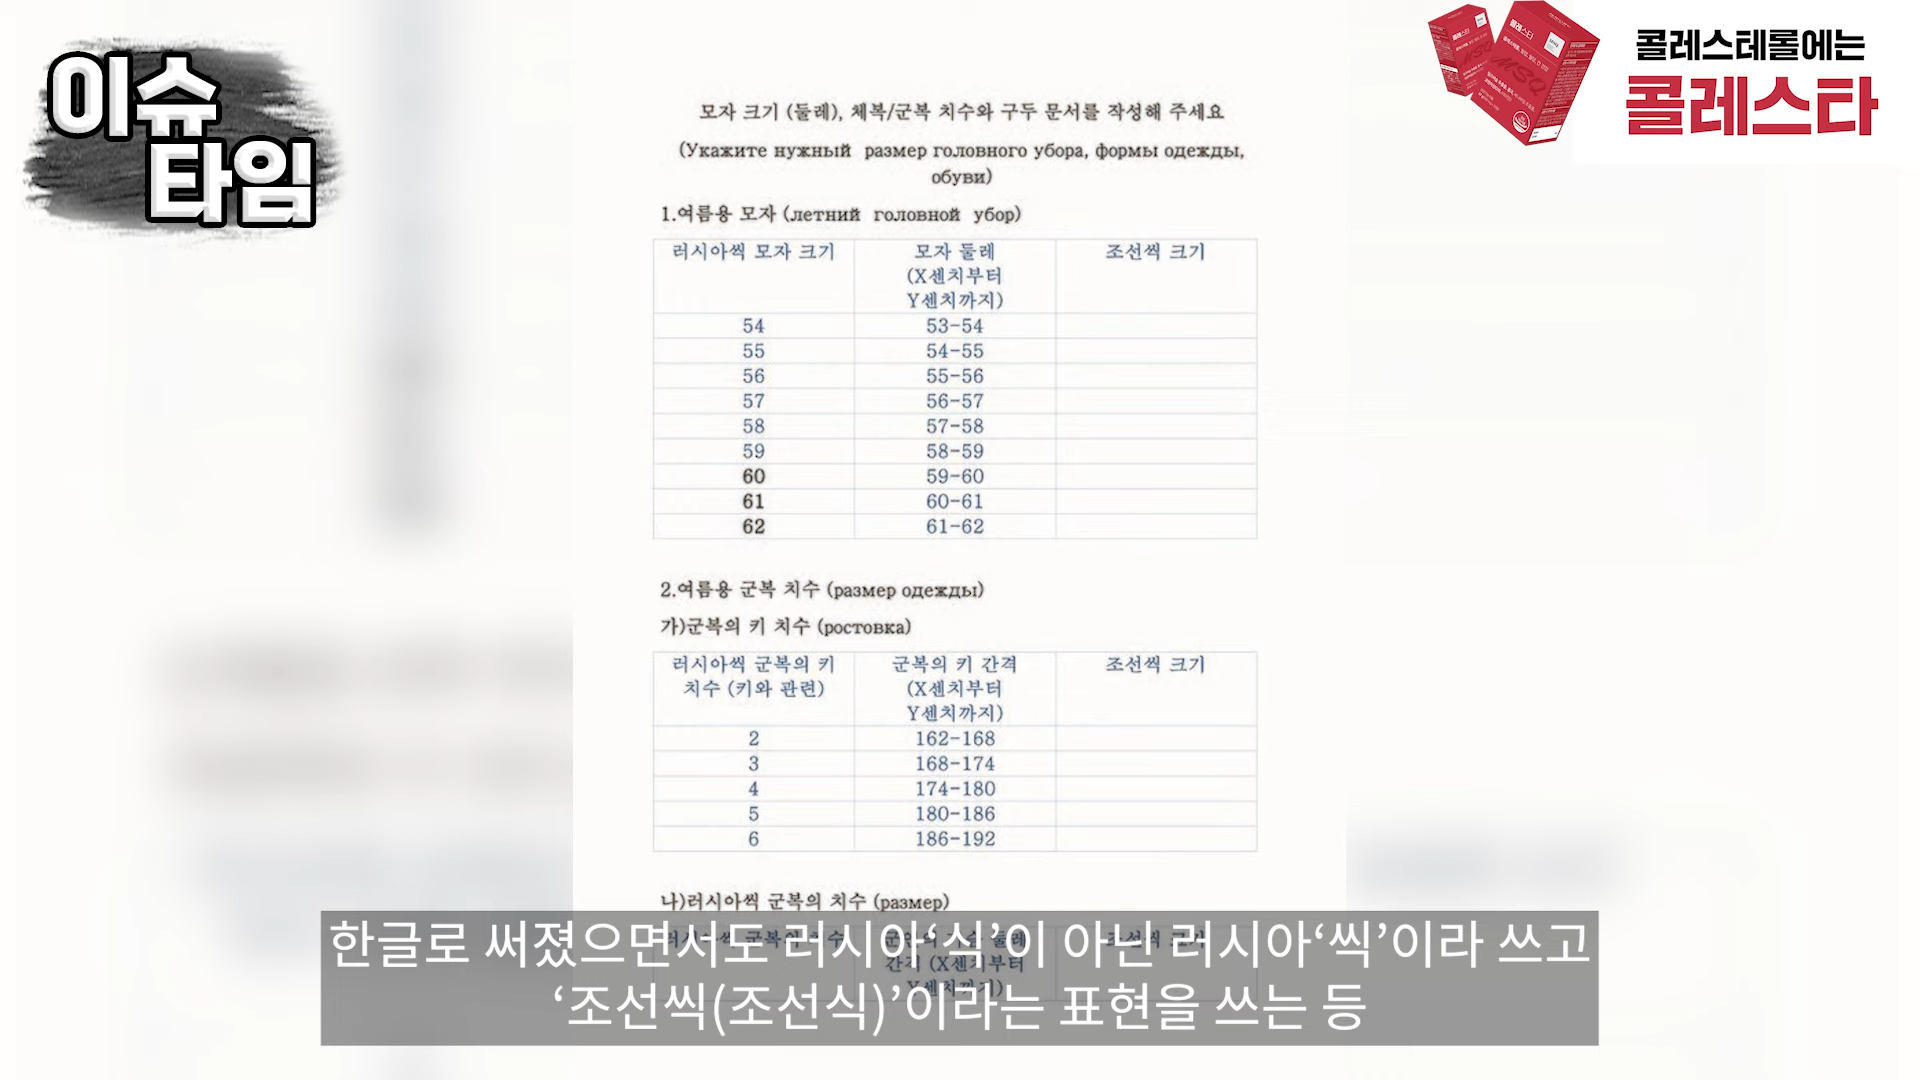 이슈
타임
콜레스테롤에는
콜레스타
모자 크기 (둘레), 체복/군복 치수와 구두 문서를 작성해 주세요
(Укажите нужный размер головного убора, формы одежды,
обуви)
1.여름용 모자 (летний головной убор)
러시아씩 모자 크기 모자 둘레 조선씩 크기
(X센치부터
Y센치까지)
54 53-54
55 54-55
56 55-56
57 56-57
58 57-58
59 58-59
60 59-60
61 60-61
62 61-62
2.여름용 군복 치수 (размер одежды)
가)군복의 키 치수 (ростовка)
러시아씩 군복의 키 군복의 키 간격 조선씩 크기
치수 (키와 관련) (X센치부터
Y센치까지)
2 162-168
3 168-174
4 174-180
5 180-186
6 186-192
나)러시아씩 군복의 치수 (размер)
한글로 써졌으면서도 러시아‘식’이 아닌 러시아‘씩’이라 쓰고
‘조선씩(조선식)’이라는 표현을 쓰는 등